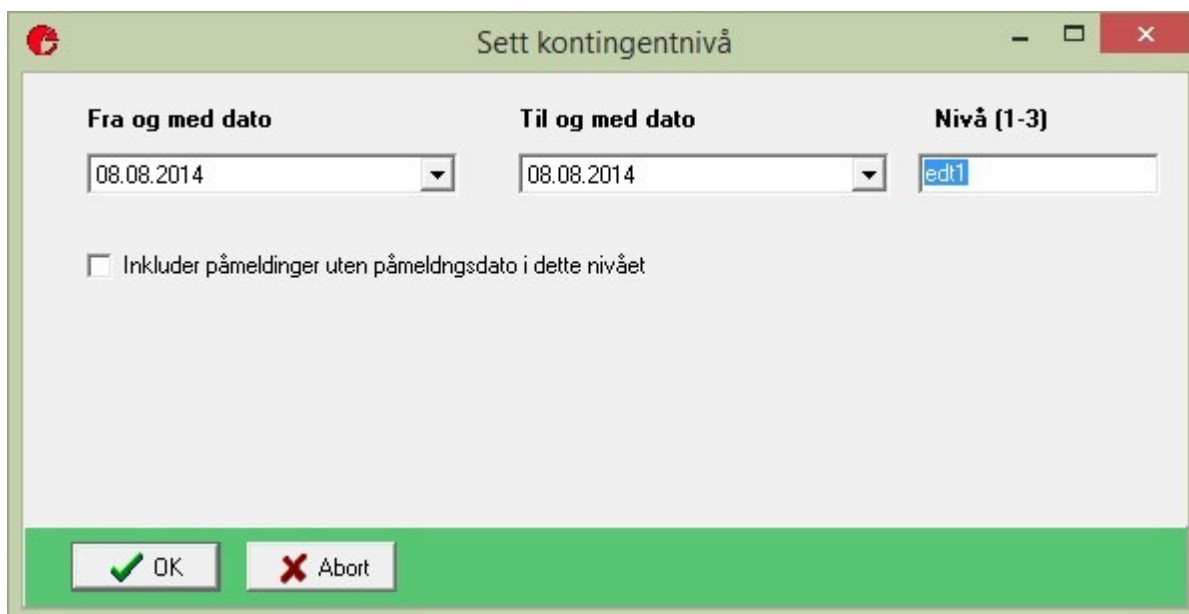 Sett kontingentnivå
Fra og med dato Til og med dato Nivå (1-3)
08.08.2014 08.08.2014 edt1
Inkluder påmeldinger uten påmeldngsdato i dette nivået
OK Abort